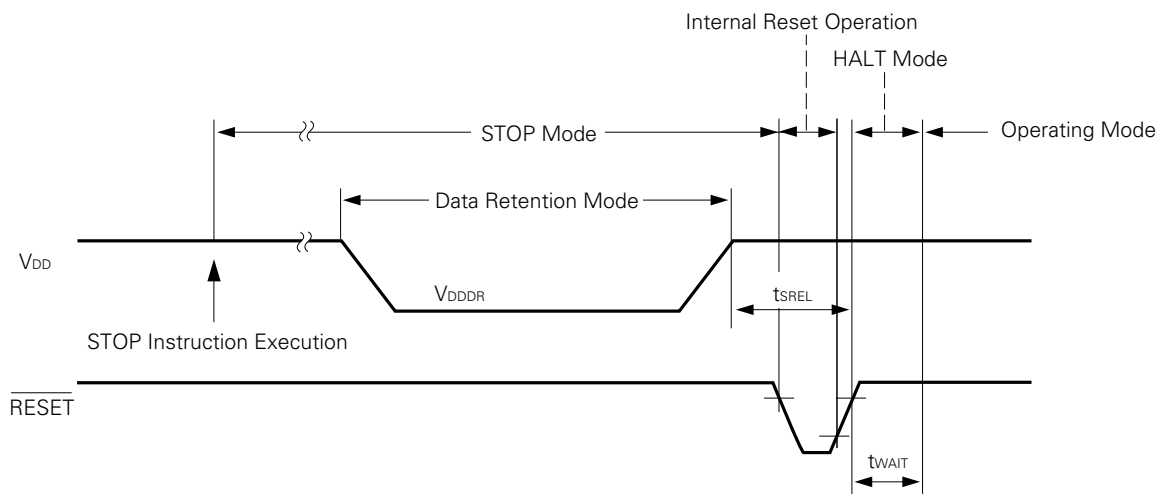 Internal Reset Operation
HALT Mode
STOP Mode
Operating Mode
Data Retention Mode
VDD
VDDDR
tSREL
STOP Instruction Execution
RESET
tWAIT